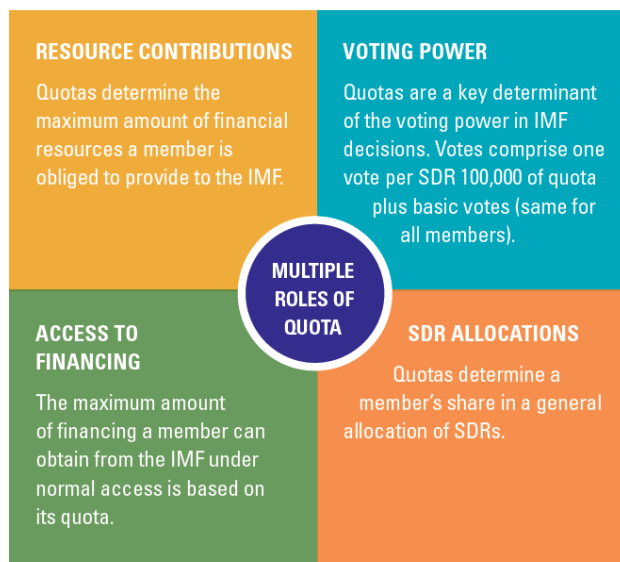 RESOURCE CONTRIBUTIONS
Quotas determine the
maximum amount of financial
resources a member is
obliged to provide to the IMF.
VOTING POWER
Quotas are a key determinant
of the voting power in IMF
decisions. Votes comprise one
vote per SDR 100,000 of quota
plus basic votes (same for
all members).
MULTIPLE
ROLES OF
QUOTA
ACCESS TO
FINANCING
The maximum amount
of financing a member can
obtain from the IMF under
normal access is based on
its quota.
SDR ALLOCATIONS
Quotas determine a
member’s share in a general
allocation of SDRs.